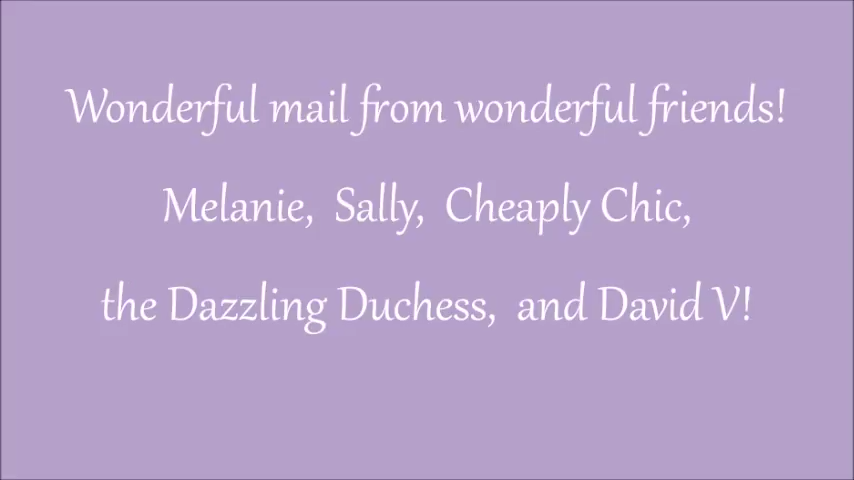 Wonderful mail from wonderful friends!
Melanie, Sally, Cheaply Chic,
the Dazzling Duchess, and David V!